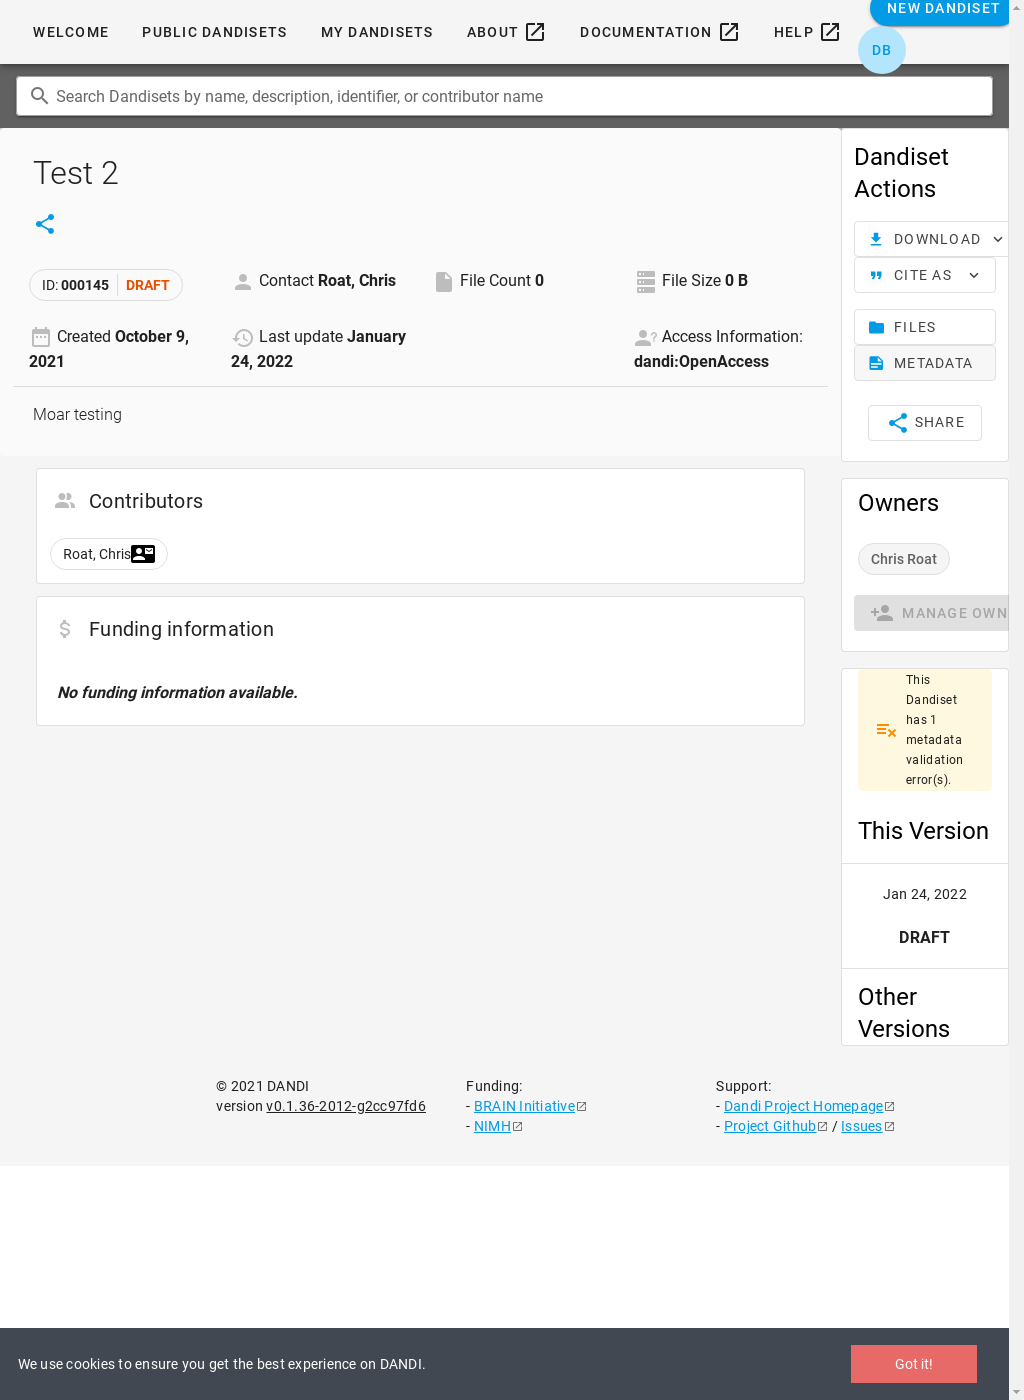 WELCOME PUBLIC DANDISETS MY DANDISETS ABOUT DOCUMENTATION HELP NEW DANDISET
DB
Search Dandisets by name, description, identifier, or contributor name
Test 2
ID: 000145 DRAFT
Contact Roat, Chris
File Count 0
File Size 0 B
Created October 9,
2021
Last update January
24, 2022
Access Information:
dandi:OpenAccess
Moar testing
Contributors
Roat, Chris
Funding information
No funding information available.
Dandiset
Actions
DOWNLOAD
CITE AS
FILES
METADATA
SHARE
Owners
Chris Roat
MANAGE OWN
This
Dandiset
has 1
metadata
validation
error(s).
This Version
Jan 24, 2022
DRAFT
Other
Versions
© 2021 DANDI
version v0.1.36-2012-g2cc97fd6
Funding:
- BRAIN Initiative
- NIMH
Support:
- Dandi Project Homepage
- Project Github / Issues
We use cookies to ensure you get the best experience on DANDI.
Got it!